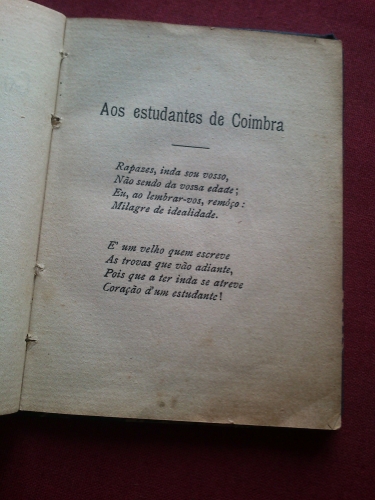 Aos estudantes de Coimbra
Rapazes, inda sou vosso,
Não sendo da vossa edade;
Eu, ao lembrar-vos, remóço:
Milagre de idealidade.
E' um velho quem escreve
As trovas que vão adiante,
Pois que a ter inda se atreve
Coração d'um estudante!